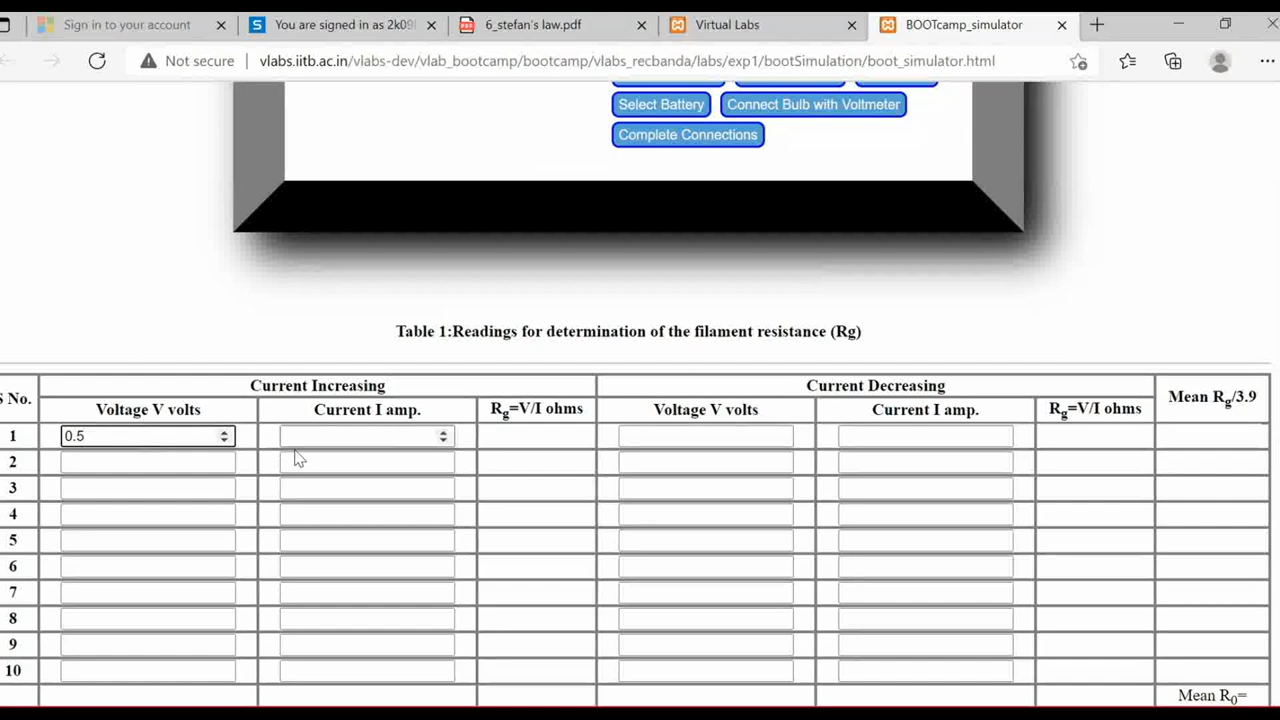 Sign in to your account
You are signed in as 2k09
6_stefan's law.pdf
Virtual Labs
BOOTcamp_simulator
Not secure
vlabs.iitb.ac.in/vlabs-dev/vlab_bootcamp/bootcamp/vlabs_recbanda/labs/exp1/bootSimulation/boot_simulator.html
Select Battery
Connect Bulb with Voltmeter
Complete Connections
Table 1:Readings for determination of the filament resistance (Rg)
S No.
Current Increasing
Current Decreasing
Mean Rg/3.9
Voltage V volts
Current I amp.
Rg=V/I ohms
Voltage V volts
Current I amp.
Rg=V/I ohms
1
0.5
2
3
4
5
6
7
8
9
10
Mean R0=